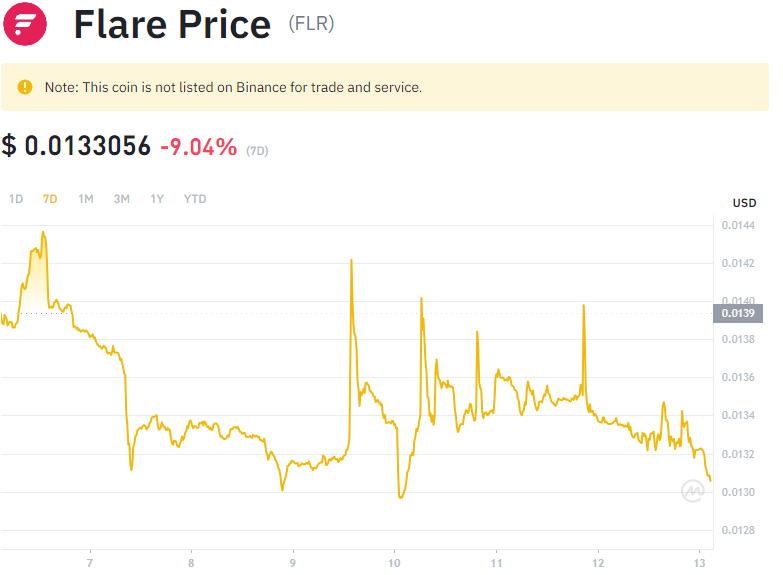 Flare Price (FLR)
Note: This coin is not listed on Binance for trade and service.
$ 0.0133056 -9.04% (7D)
1D 7D 1M 3M 1Y YTD
USD
0.0144
0.0142
0.0140
0.0139
0.0138
0.0136
0.0134
0.0132
0.0130
0.0128
7 8 9 10 11 12 13